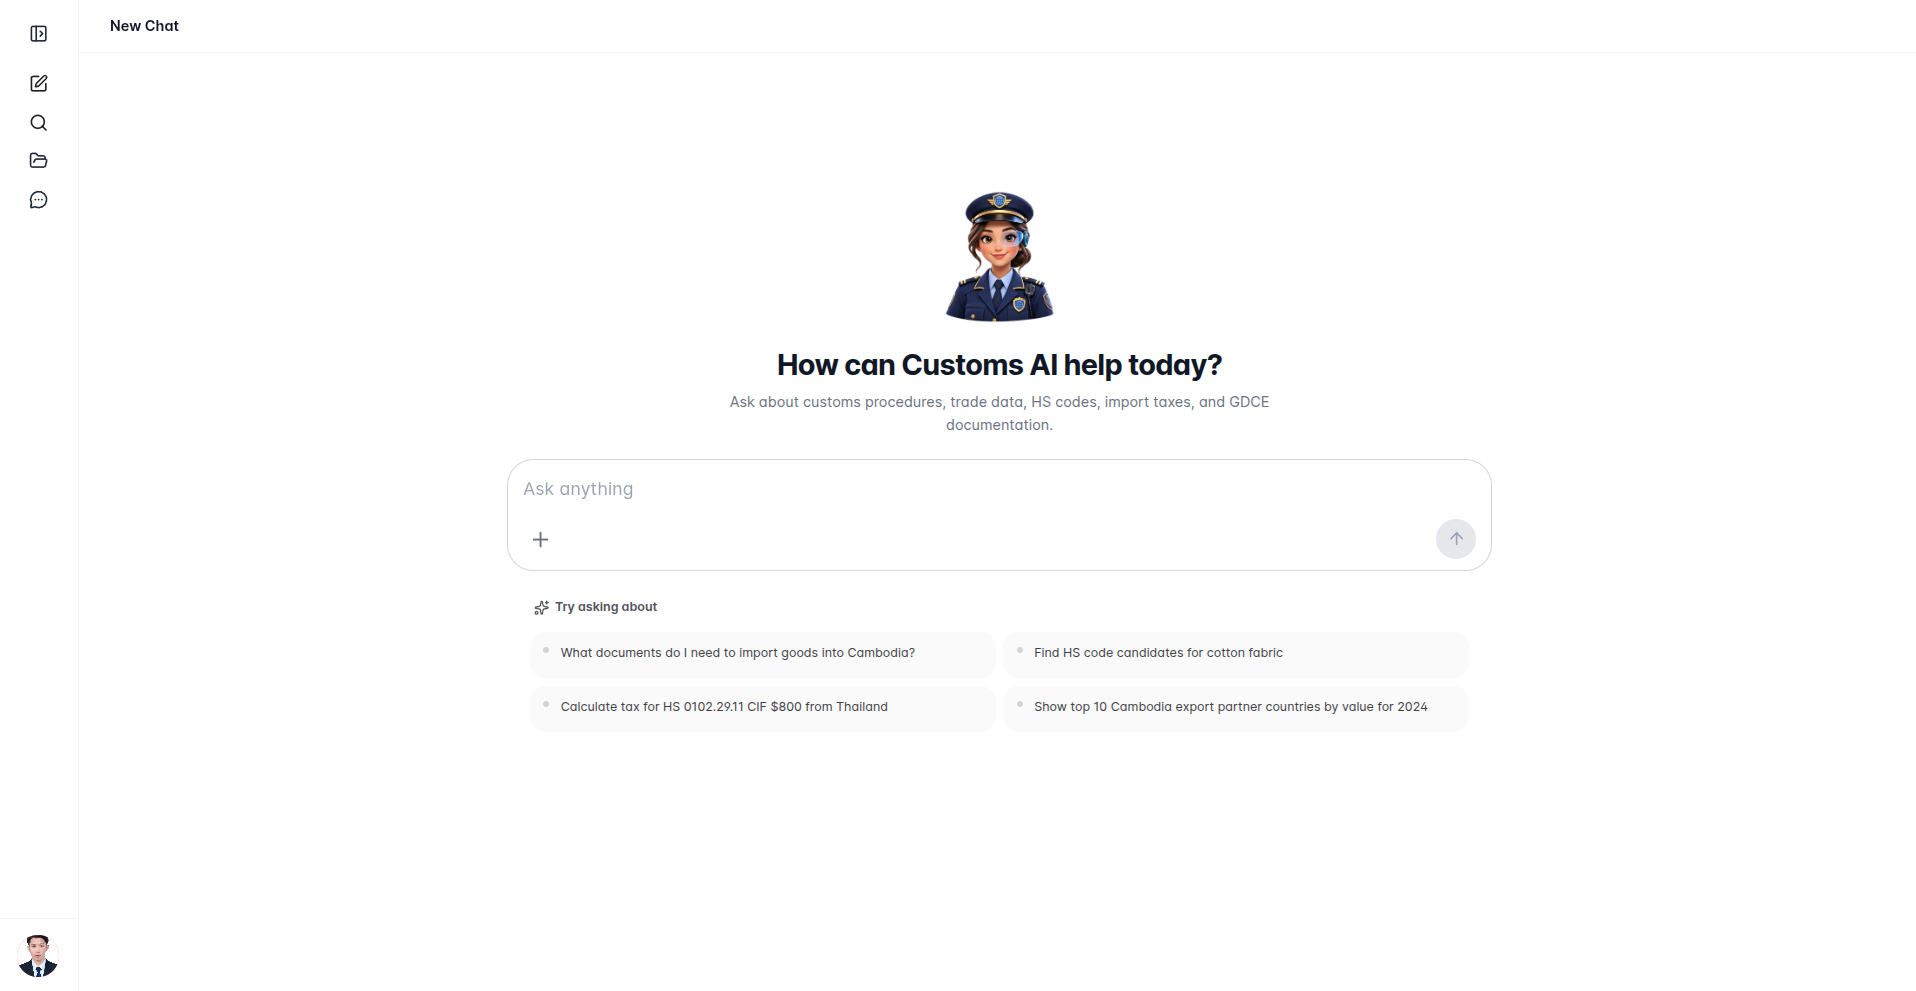 New Chat
How can Customs AI help today?
Ask about customs procedures, trade data, HS codes, import taxes, and GDCE
documentation.
Ask anything
Try asking about
What documents do I need to import goods into Cambodia?
Find HS code candidates for cotton fabric
Calculate tax for HS 0102.29.11 CIF $800 from Thailand
Show top 10 Cambodia export partner countries by value for 2024